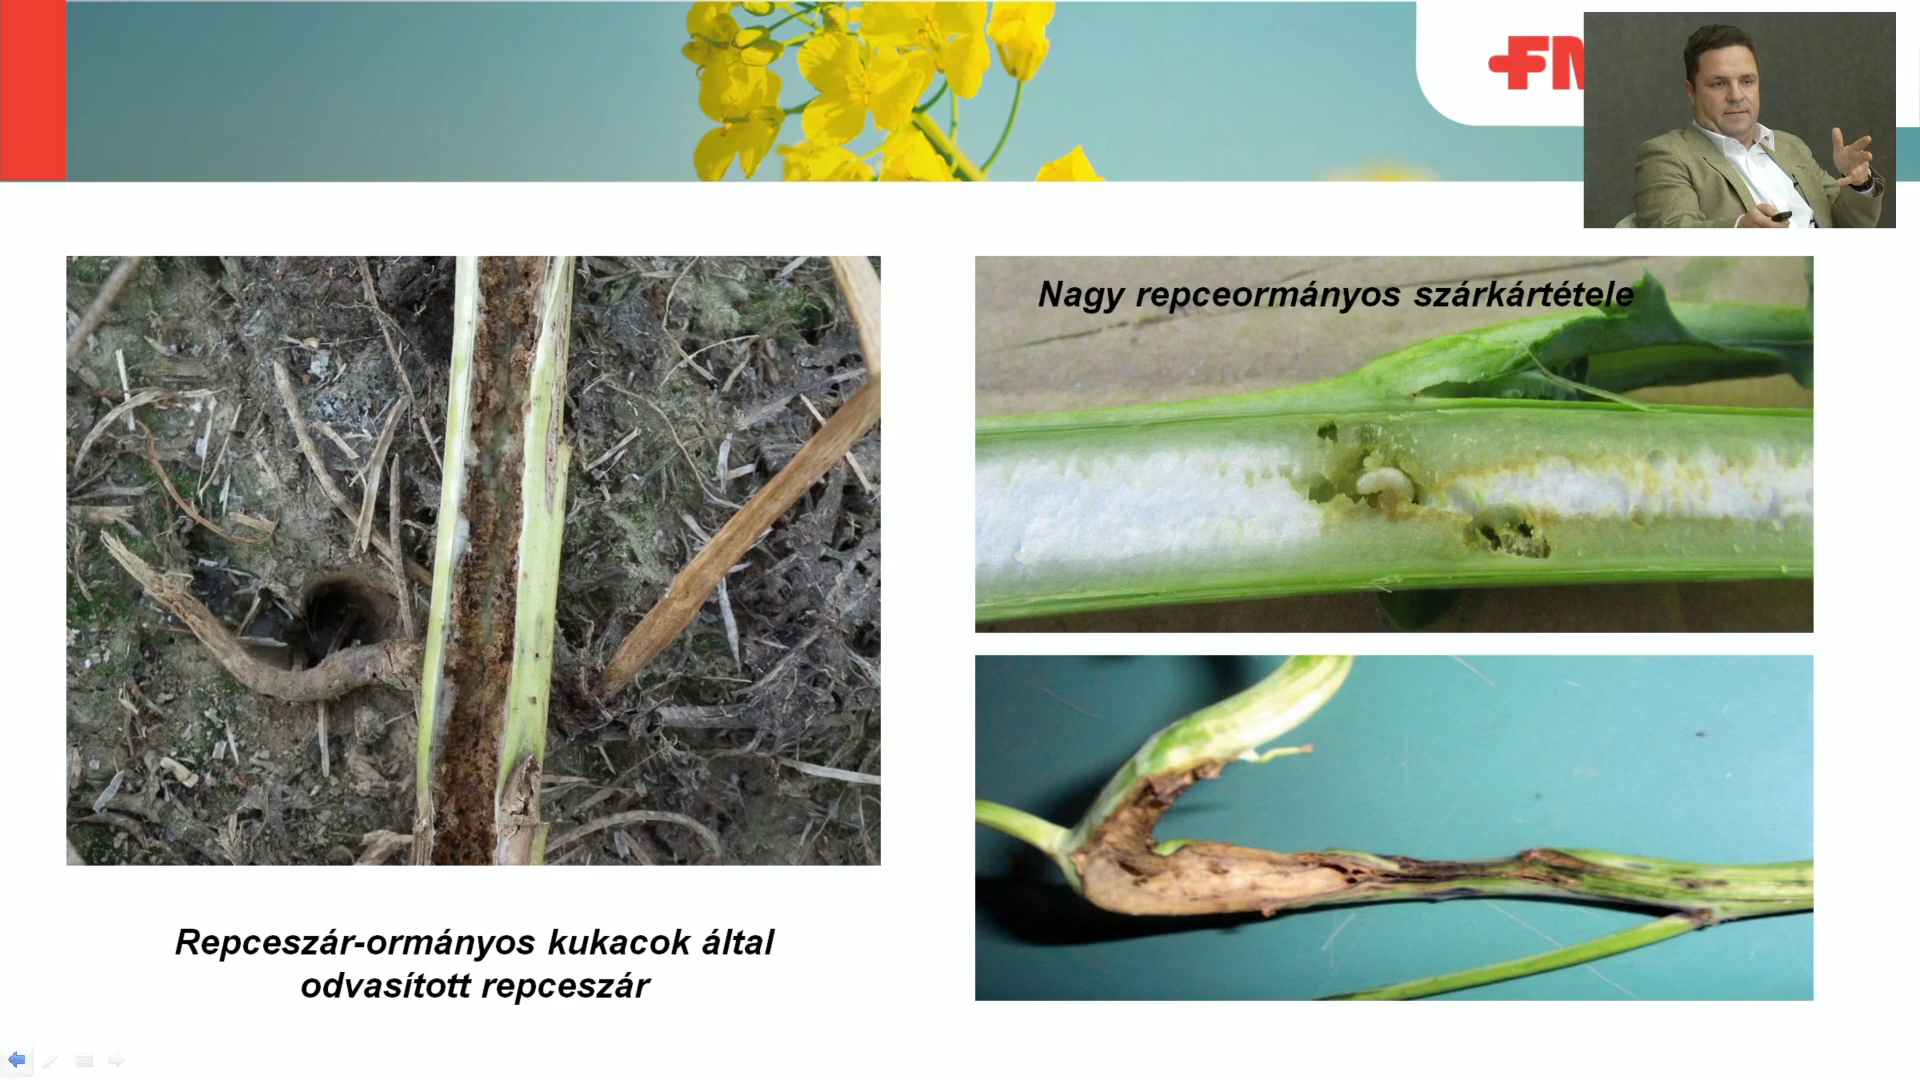 Nagy repceormányos szárkártétele
Repceszár-ormányos kukacok által
odvasított repceszár